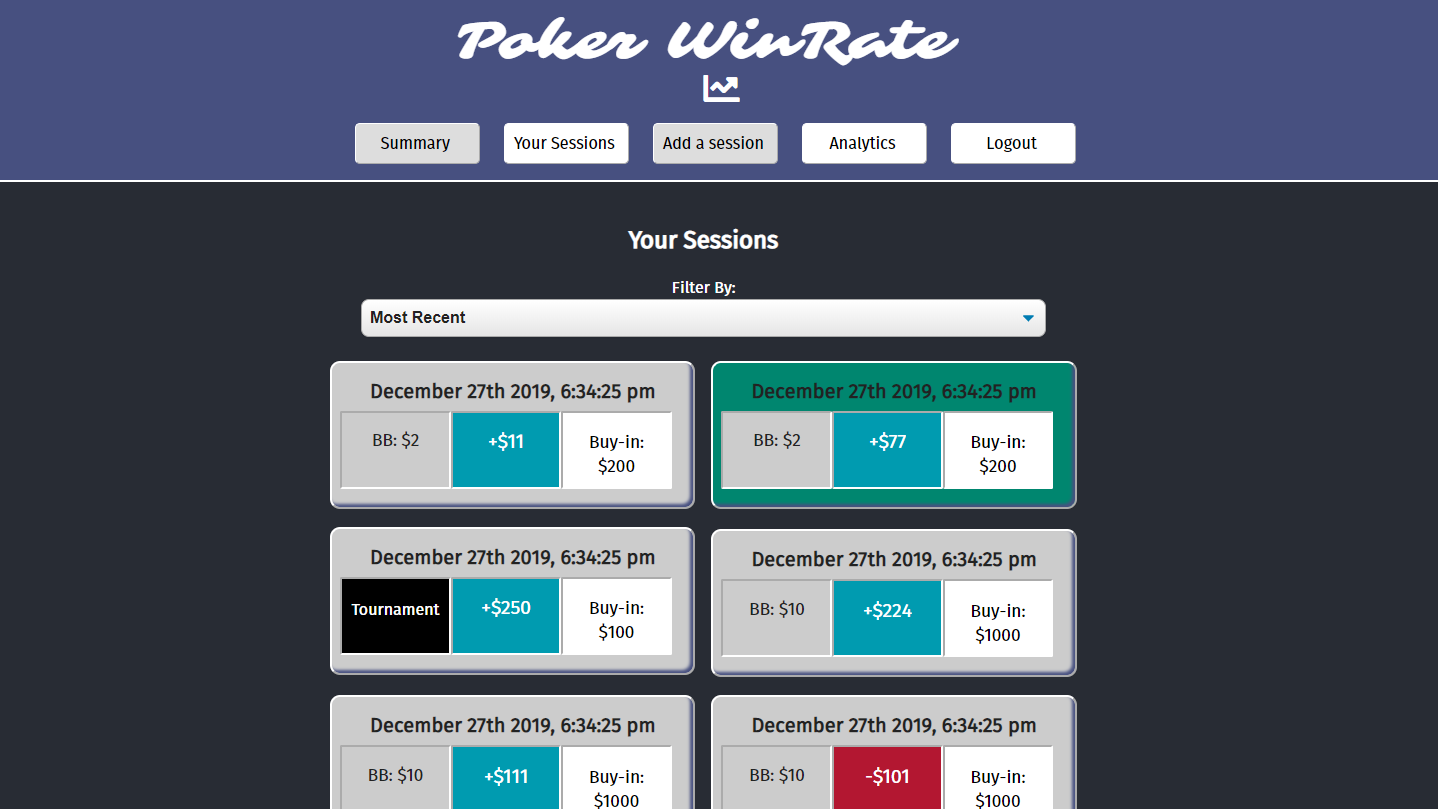 Poker WinRate
Summary
Your Sessions
Add a session
Analytics
Logout
Your Sessions
Filter By:
Most Recent
December 27th 2019, 6:34:25 pm
BB: $2
+$11
Buy-in:
$200
December 27th 2019, 6:34:25 pm
BB: $2
+$77
Buy-in:
$200
December 27th 2019, 6:34:25 pm
Tournament
+$250
Buy-in:
$100
December 27th 2019, 6:34:25 pm
BB: $10
+$224
Buy-in:
$1000
December 27th 2019, 6:34:25 pm
BB: $10
+$111
Buy-in:
$1000
December 27th 2019, 6:34:25 pm
BB: $10
-$101
Buy-in:
$1000